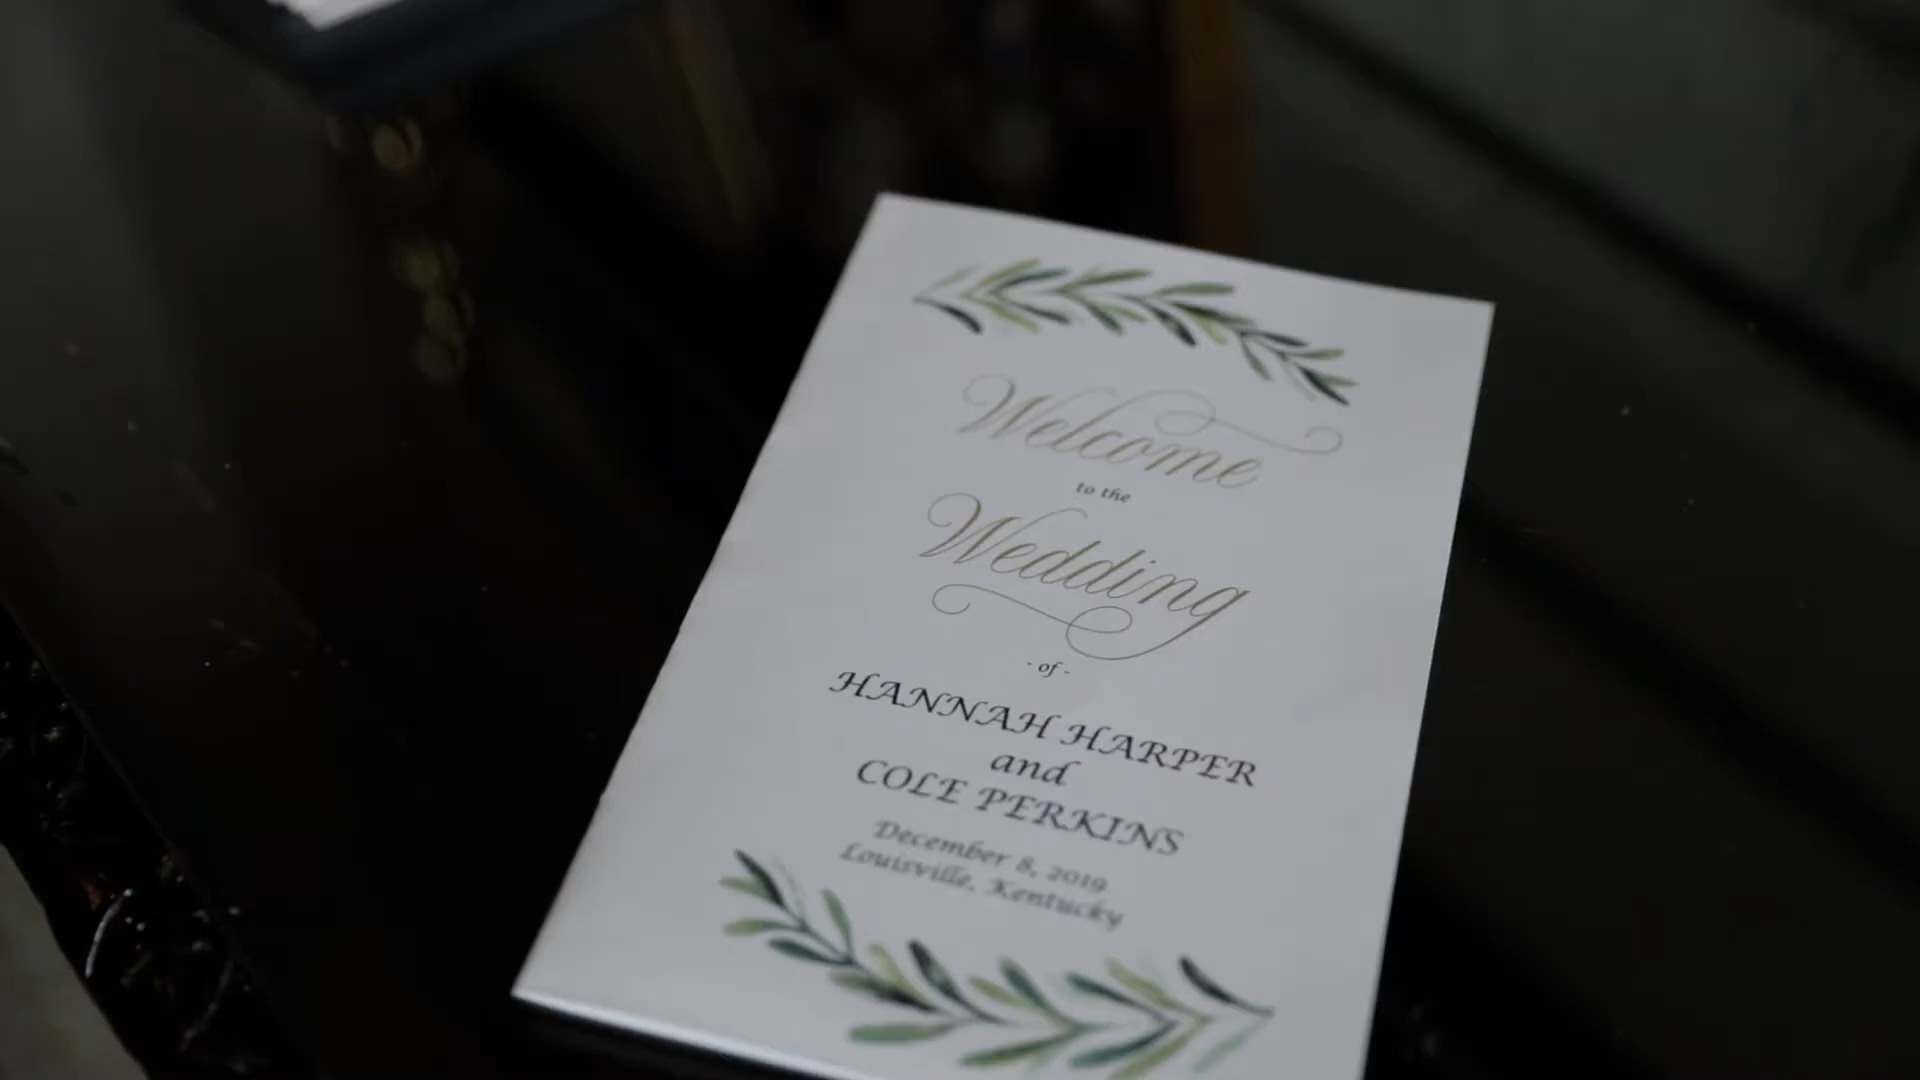 Welcome
to the
Wedding
- of -
HANNAH HARPER
and
COLE PERKINS
December 8, 2019
Louisville, Kentucky